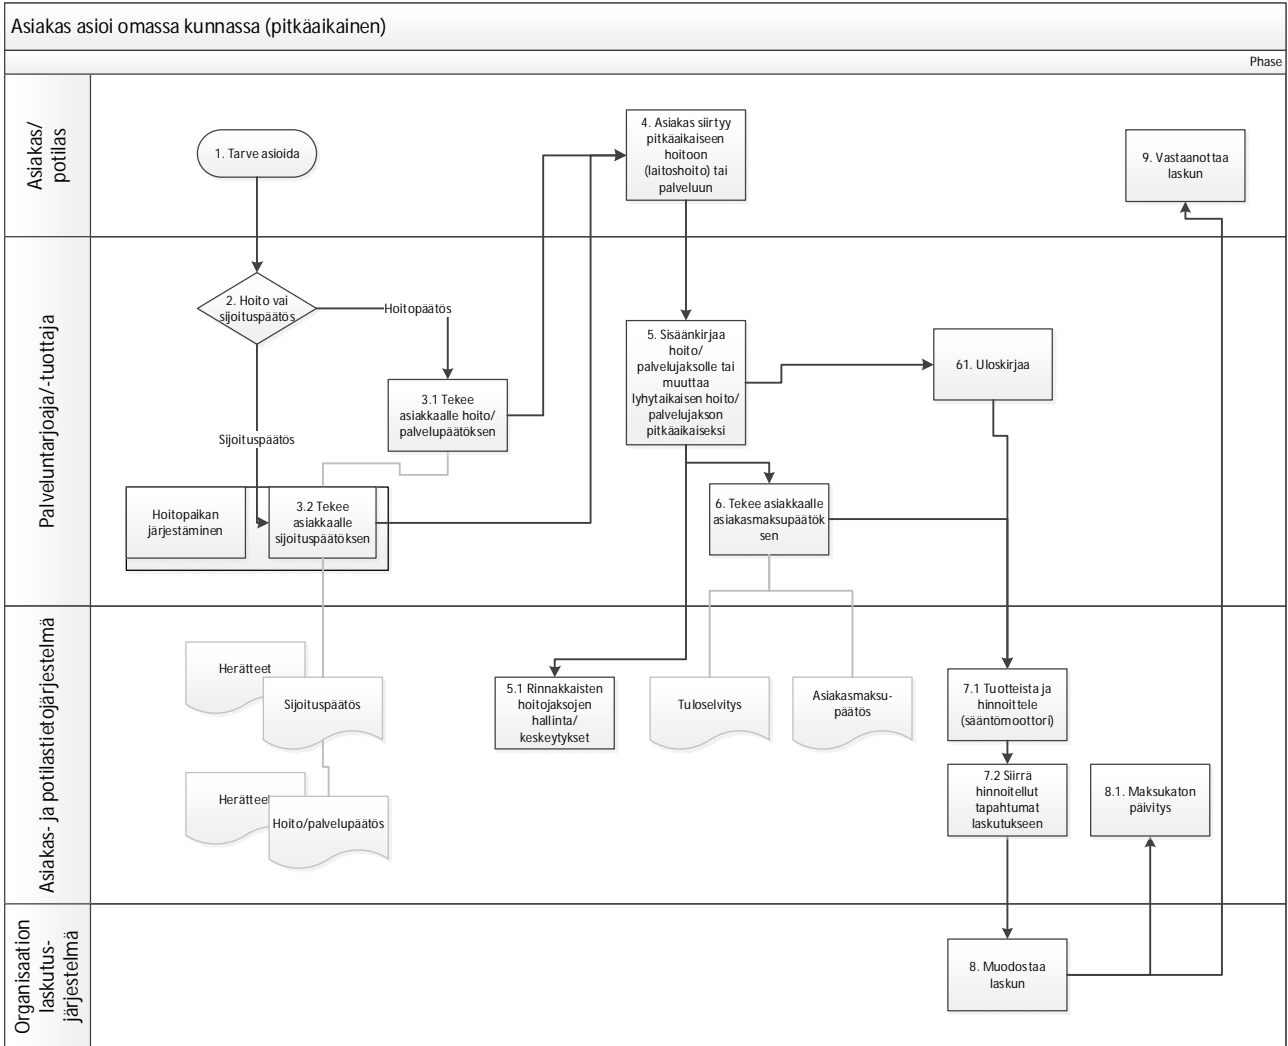 Asiakas asioi omassa kunnassa (pitkäaikainen)
Phase
Asiakas/
potilas
1. Tarve asioida
4. Asiakas siirtyy
pitkäaikaiseen
hoitoon
(laitoshoito) tai
palveluun
9. Vastaanottaa
laskun
Palveluntarjoaja/-tuottaja
2. Hoito vai
sijoituspäätös
Hoitopäätös
Sijoituspäätös
3.1 Tekee
asiakkaalle hoito/
palvelupäätöksen
Hoitopaikan
järjestäminen
3.2 Tekee
asiakkaalle
sijoituspäätöksen
5. Sisäänkirjaa
hoito/
palvelujaksolle tai
muuttaa
lyhytaikaisen hoito/
palvelujakson
pitkäaikaiseksi
61. Uloskirjaa
6. Tekee asiakkaalle
asiakasmaksupäätök
sen
Asiakas- ja potilastietojärjestelmä
Herätteet
Sijoituspäätös
Herätteet
Hoito/palvelupäätös
5.1 Rinnakkaisten
hoitojaksojen
hallinta/
keskeytykset
Tuloselvitys
Asiakasmaksu-
päätös
7.1 Tuotteista ja
hinnoittele
(sääntömoottori)
7.2 Siirrä
hinnoitellut
tapahtumat
laskutukseen
8.1. Maksukaton
päivitys
Organisaation
laskutus-
järjestelmä
8. Muodostaa
laskun